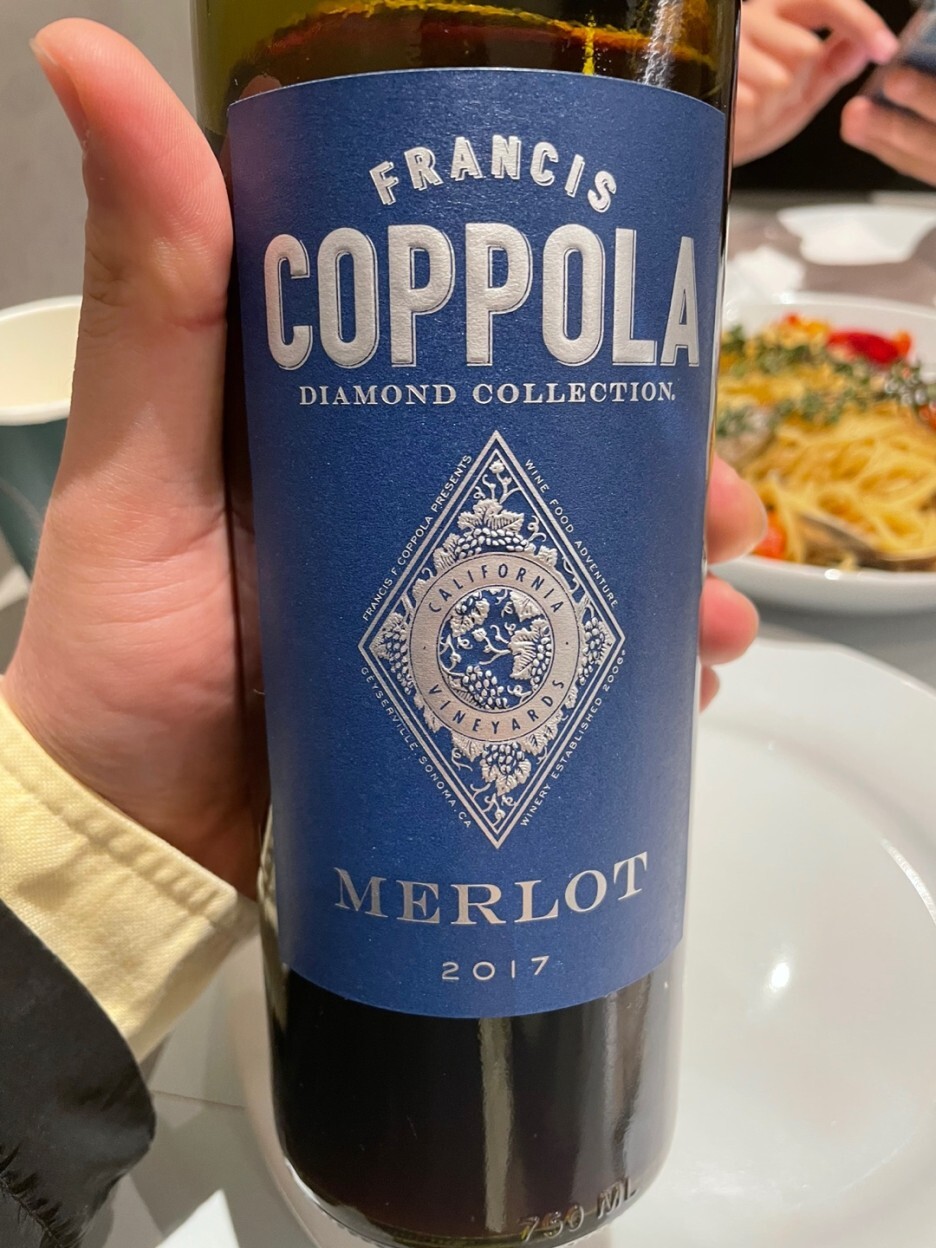 FRANCIS
COPPOLA
DIAMOND COLLECTION.
FRANCIS F. COPPOLA PRESENTS
WINE FOOD ADVENTURE
CALIFORNIA
VINEYARDS
GEYSERVILLE, SONOMA, CA
WINERY ESTABLISHED 2006
MERLOT
2017
750 ML